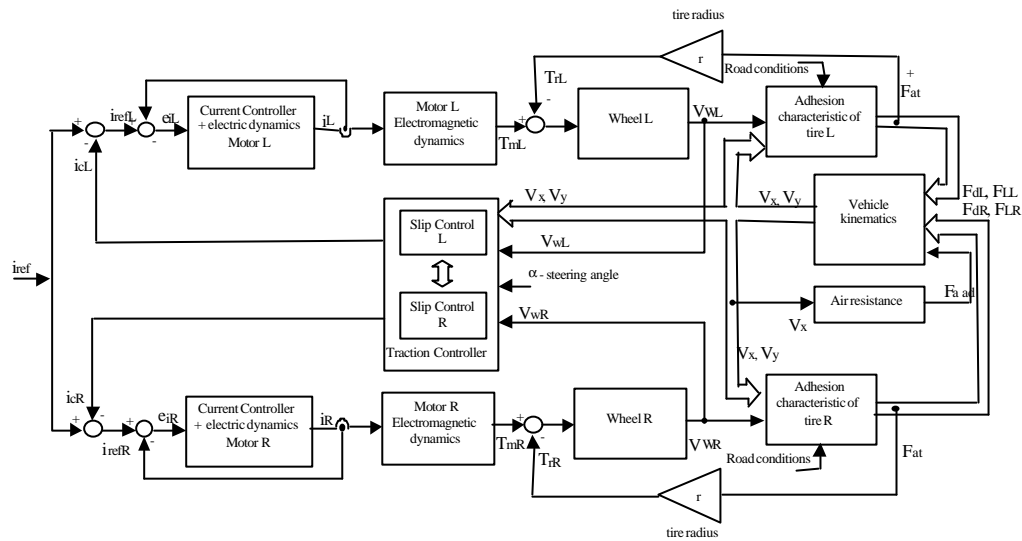 tire radius
r
TrL
-
Road conditions
+
Fat
+
irefL
eiL
-
-
Current Controller
+ electric dynamics
Motor L
iL
Motor L
Electromagnetic
dynamics
+
TmL
Wheel L
VWL
Adhesion
characteristic of
tire L
icL
Vx, Vy
Vx, Vy
Vehicle
kinematics
FdL, FLL
FdR, FLR
Slip Control
L
VwL
iref
α - steering angle
Slip Control
R
VwR
Traction Controller
Air resistance
Fa ad
Vx
Vx, Vy
icR
-
+
irefR
+
eiR
-
Current Controller
+ electric dynamics
Motor R
iR
Motor R
Electromagnetic
dynamics
+
-
TmR
TrR
Wheel R
VWR
Adhesion
characteristic of
tire R
Road conditions
Fat
r
tire radius